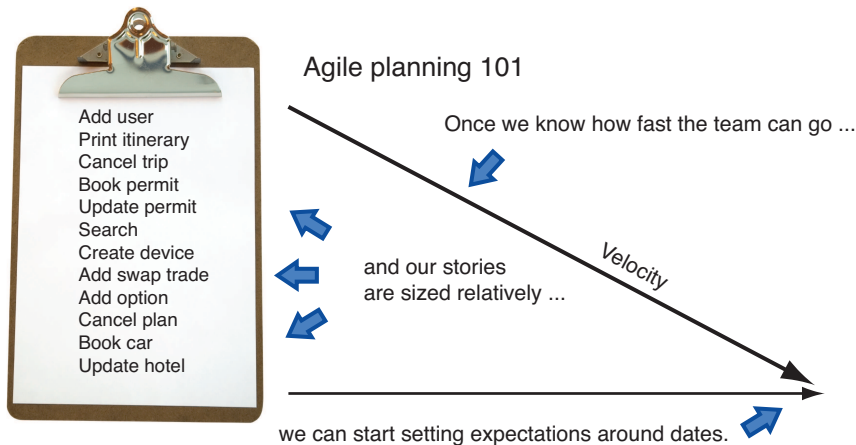 Agile planning 101
Add user
Print itinerary
Cancel trip
Book permit
Update permit
Search
Create device
Add swap trade
Add option
Cancel plan
Book car
Update hotel
Once we know how fast the team can go ...
Velocity
and our stories
are sized relatively ...
we can start setting expectations around dates.